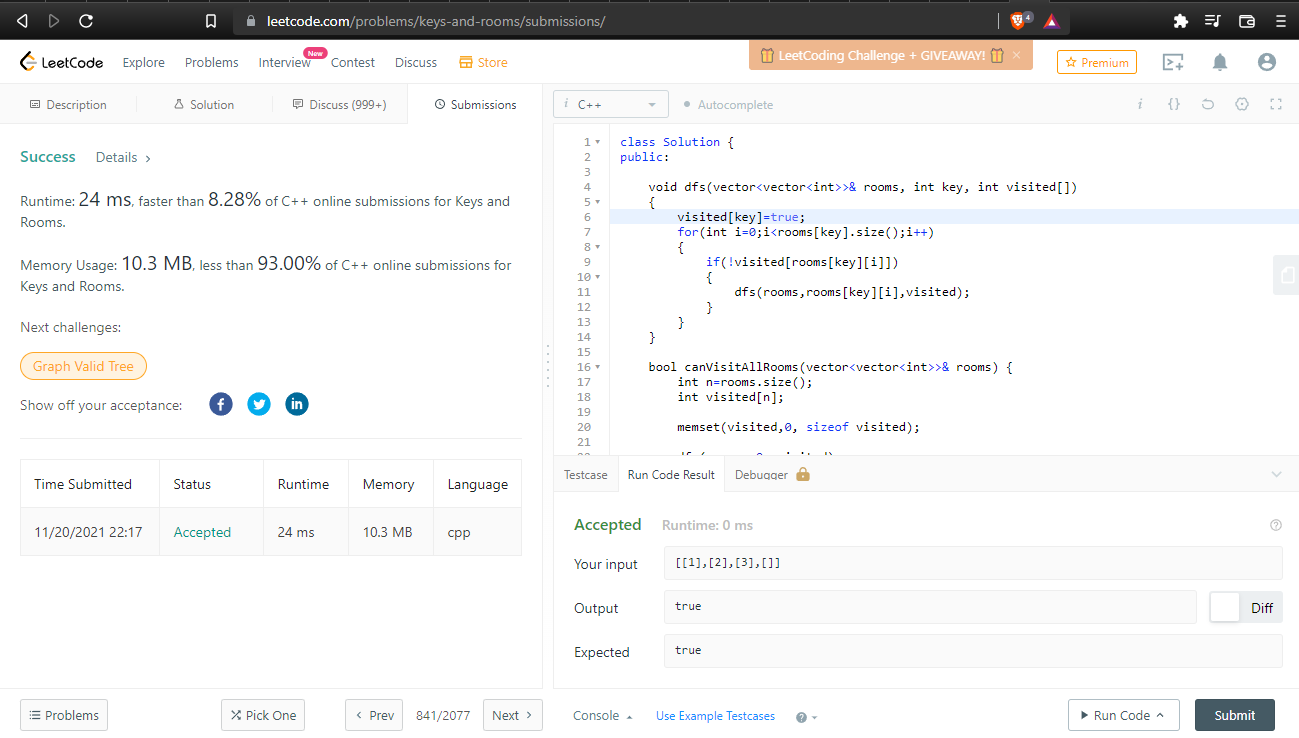 leetcode.com/problems/keys-and-rooms/submissions/
4
LeetCode Explore Problems Interview New Contest Discuss Store
LeetCoding Challenge + GIVEAWAY! ×
Premium
Description Solution Discuss (999+) Submissions
Success Details >
Runtime: 24 ms, faster than 8.28% of C++ online submissions for Keys and
Rooms.
Memory Usage: 10.3 MB, less than 93.00% of C++ online submissions for
Keys and Rooms.
Next challenges:
Graph Valid Tree
Show off your acceptance:
Time Submitted Status Runtime Memory Language
11/20/2021 22:17 Accepted 24 ms 10.3 MB cpp
i C++ Autocomplete
i {}
1 class Solution {
2 public:
3
4 void dfs(vector<vector<int>>& rooms, int key, int visited[])
5 {
6 visited[key]=true;
7 for(int i=0;i<rooms[key].size();i++)
8 {
9 if(!visited[rooms[key][i]])
10 {
11 dfs(rooms,rooms[key][i],visited);
12 }
13 }
14 }
15
16 bool canVisitAllRooms(vector<vector<int>>& rooms) {
17 int n=rooms.size();
18 int visited[n];
19
20 memset(visited,0, sizeof visited);
21
Testcase Run Code Result Debugger
Accepted Runtime: 0 ms
Your input [[1],[2],[3],[]]
Output true Diff
Expected true
Problems Pick One < Prev 841/2077 Next >
Console Use Example Testcases ? Run Code Submit